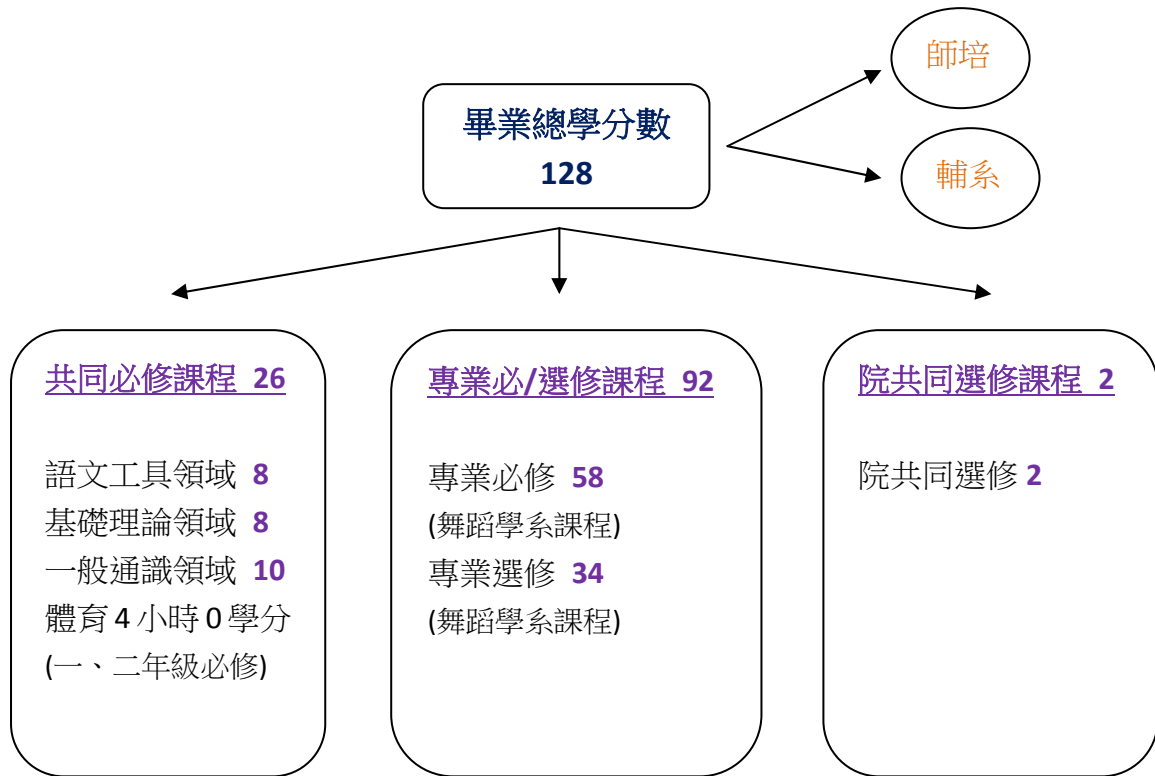 師培
畢業總學分數
128
輔系
共同必修課程 26
語文工具領域 8
基礎理論領域 8
一般通識領域 10
體育 4 小時 0 學分
(一、二年級必修)
專業必/選修課程 92
專業必修 58
(舞蹈學系課程)
專業選修 34
(舞蹈學系課程)
院共同選修課程 2
院共同選修 2